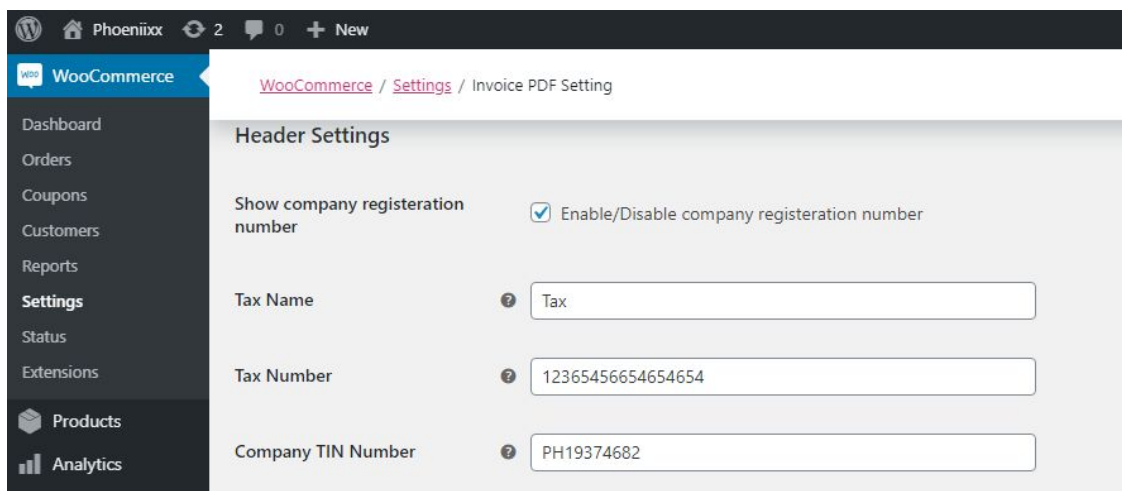 Phoeniixx 2 0 New
WOO WooCommerce
WooCommerce / Settings / Invoice PDF Setting
Dashboard
Orders
Coupons
Customers
Reports
Settings
Status
Extensions
Products
Analytics
Header Settings
Show company registeration
number
Enable/Disable company registeration number
Tax Name
Tax
Tax Number
12365456654654654
Company TIN Number
PH19374682